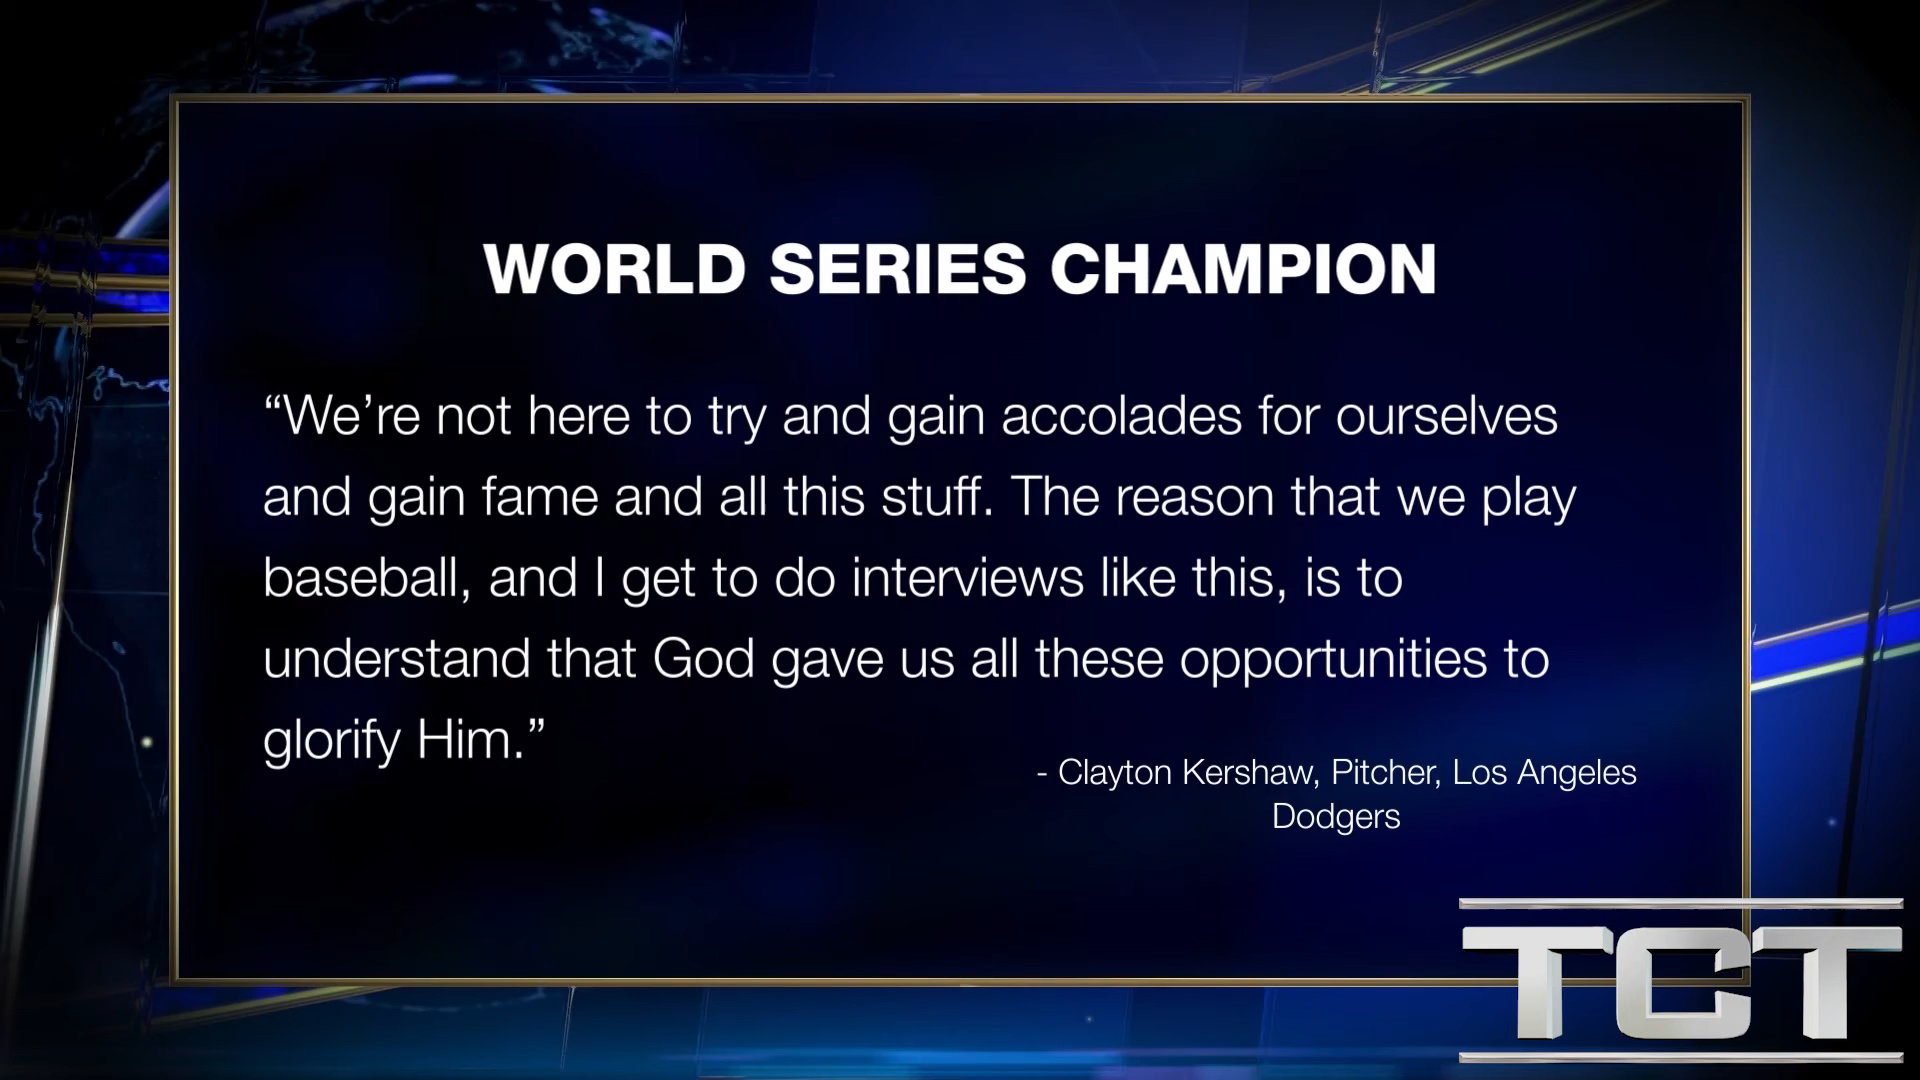 WORLD SERIES CHAMPION
“We’re not here to try and gain accolades for ourselves
and gain fame and all this stuff. The reason that we play
baseball, and I get to do interviews like this, is to
understand that God gave us all these opportunities to
glorify Him.”
- Clayton Kershaw, Pitcher, Los Angeles
Dodgers
TCT